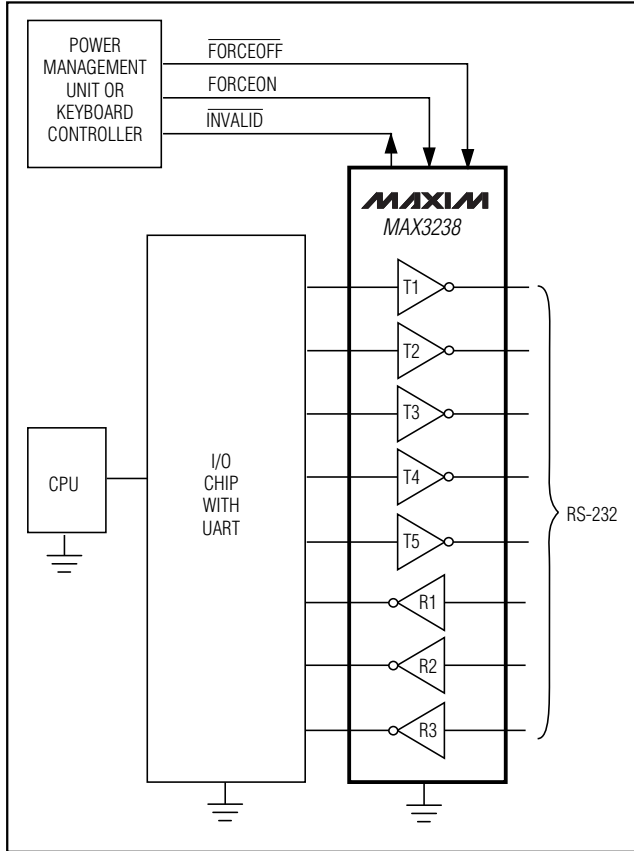 POWER
MANAGEMENT
UNIT OR
KEYBOARD
CONTROLLER
FORCEOFF
FORCEON
INVALID
MAXIM
MAX3238
T1
T2
T3
T4
T5
R1
R2
R3
CPU
I/O
CHIP
WITH
UART
RS-232